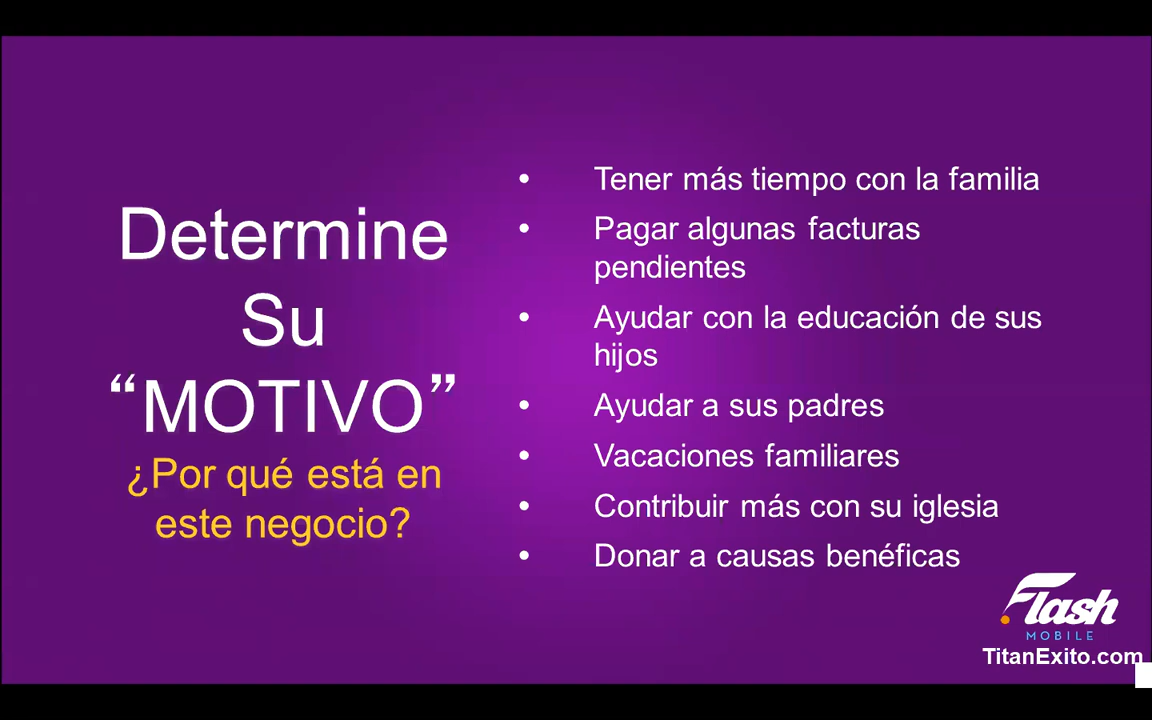 Determine
Su
“MOTIVO”
¿Por qué está en
este negocio?
• Tener más tiempo con la familia
• Pagar algunas facturas
pendientes
• Ayudar con la educación de sus
hijos
• Ayudar a sus padres
• Vacaciones familiares
• Contribuir más con su iglesia
• Donar a causas benéficas
Flash
MOBILE
TitanExito.com